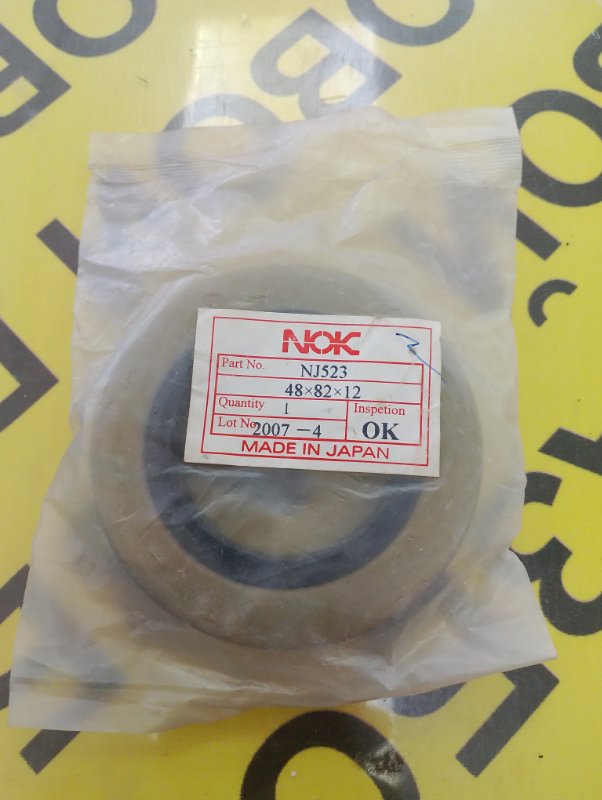 NOK
Part No. NJ523
48×82×12
Quantity 1 Inspetion
Lot No. 2007-4 OK
MADE IN JAPAN